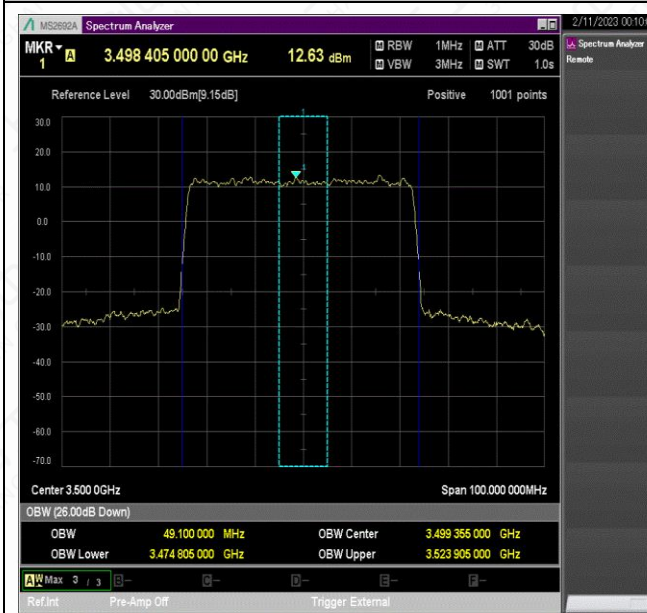 MS2692A Spectrum Analyzer
2/11/2023 00:10:
MKR 1 A 3.498 405 000 00 GHz 12.63 dBm
M RBW 1MHz M ATT 30dB
M VBW 3MHz M SWT 1.0s
Spectrum Analyzer
Remote
Reference Level 30.00dBm[9.15dB] Positive 1001 points
1
30.0
20.0
1
10.0
0.0
-10.0
-20.0
-30.0
-40.0
-50.0
-60.0
-70.0
Center 3.500 0GHz Span 100.000 000MHz
OBW (26.00dB Down)
OBW 49.100 000 MHz OBW Center 3.499 355 000 GHz
OBW Lower 3.474 805 000 GHz OBW Upper 3.523 905 000 GHz
A W Max 3 / 3 B- C- D- E- F-
Ref.Int Pre-Amp Off Trigger External